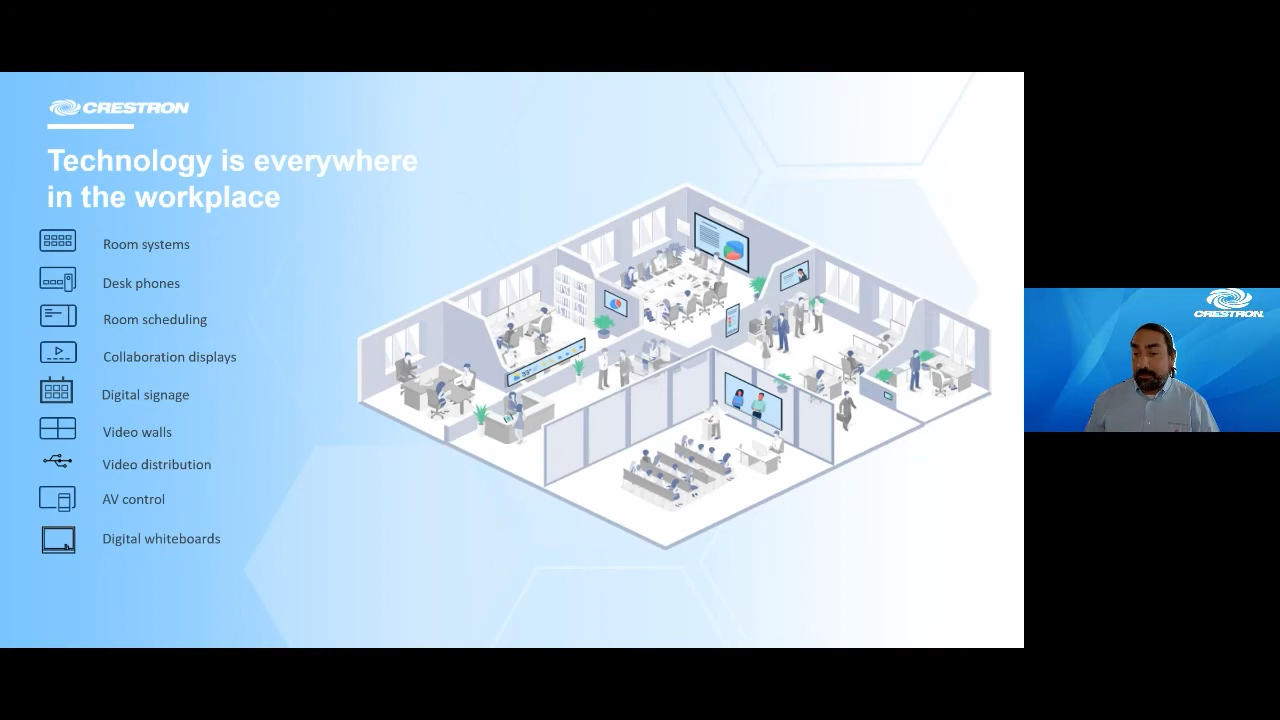 CRESTRON
Technology is everywhere
in the workplace
Room systems
Desk phones
Room scheduling
Collaboration displays
Digital signage
Video walls
Video distribution
AV control
Digital whiteboards
CRESTRON.